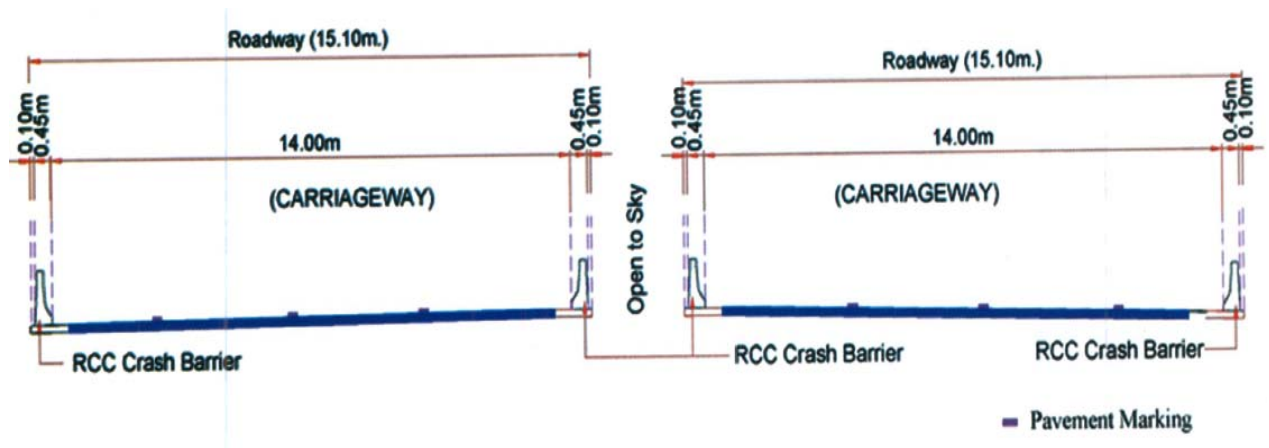 Roadway (15.10m.)
Roadway (15.10m.)
0.10m
0.45m
14.00m
0.45m
0.10m
0.10m
0.45m
14.00m
0.45m
0.10m
(CARRIAGEWAY)
Open to Sky
(CARRIAGEWAY)
RCC Crash Barrier
RCC Crash Barrier
RCC Crash Barrier
Pavement Marking